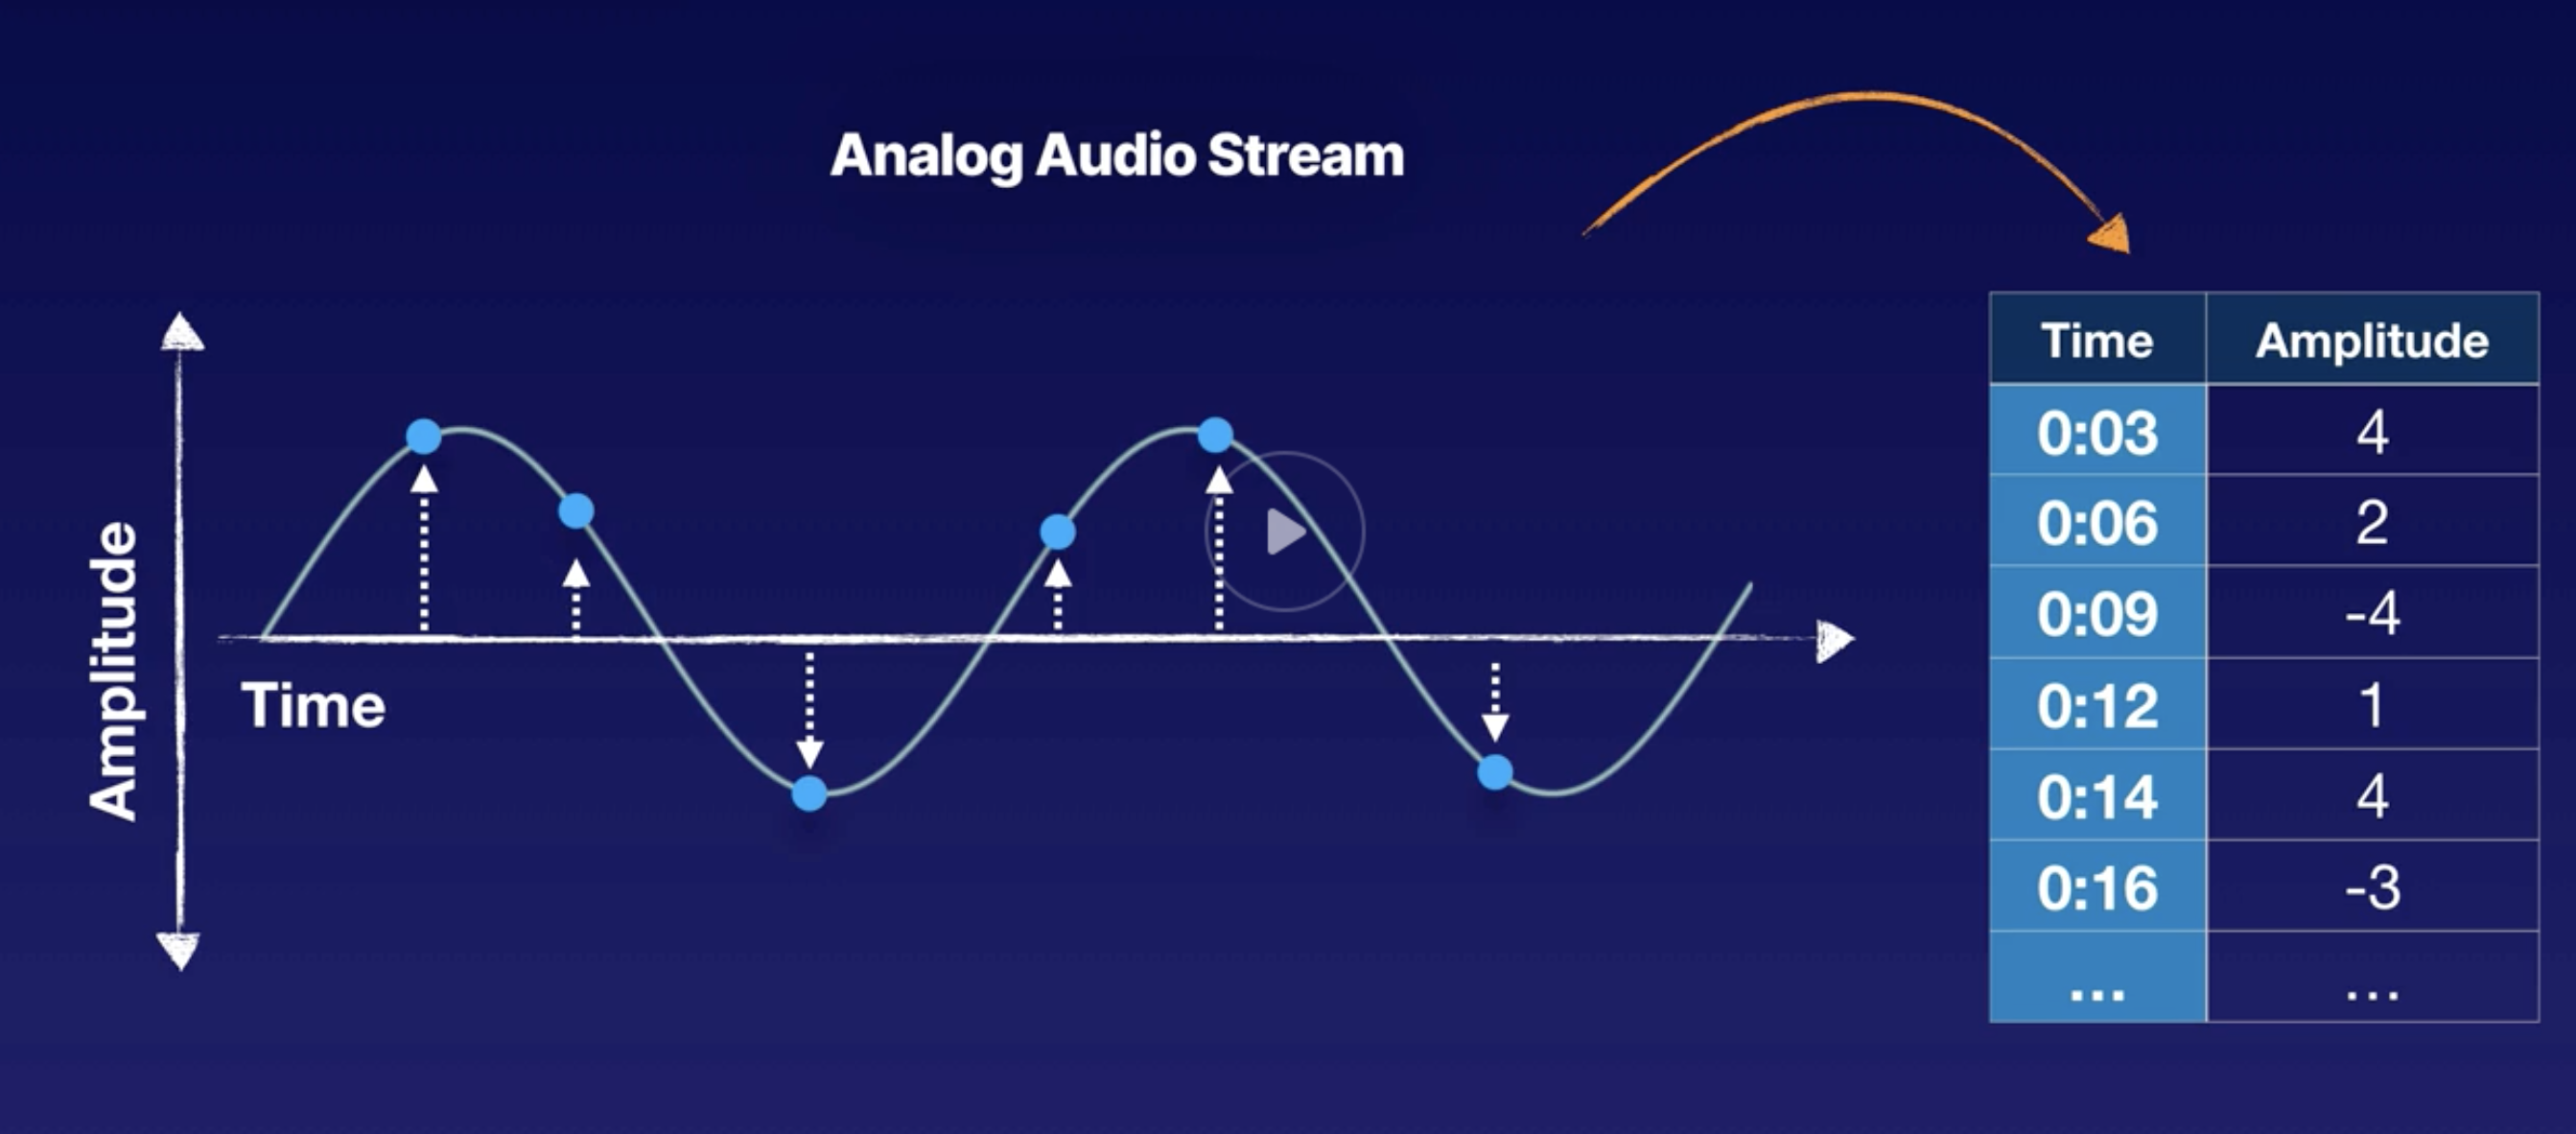 Analog Audio Stream
Amplitude
Time
Time Amplitude
0:03 4
0:06 2
0:09 -4
0:12 1
0:14 4
0:16 -3
... ...